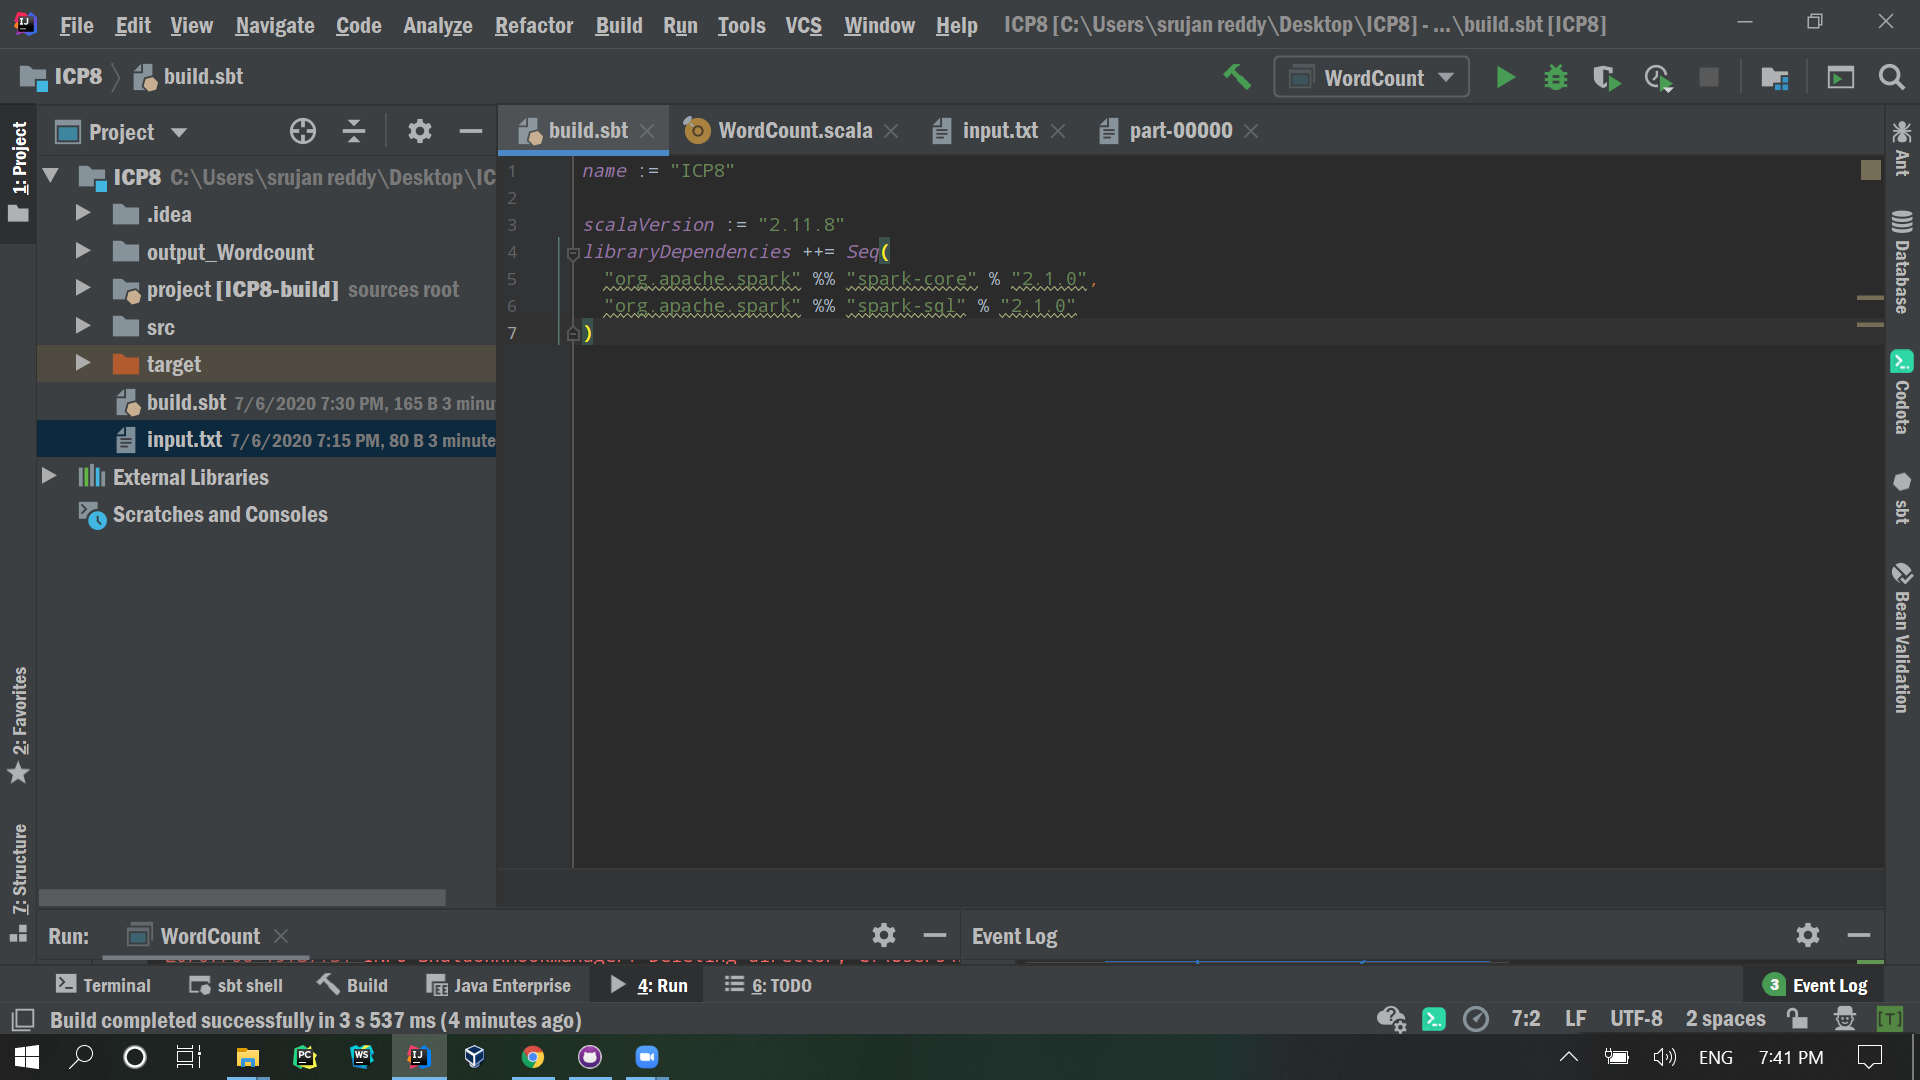 File Edit View Navigate Code Analyze Refactor Build Run Tools VCS Window Help ICP8 [C:\Users\srujan reddy\Desktop\ICP8] - ...\build.sbt [ICP8]
ICP8 build.sbt WordCount
1: Project
Project
build.sbt WordCount.scala input.txt part-00000
ICP8 C:\Users\srujan reddy\Desktop\IC
.idea
output_Wordcount
project [ICP8-build] sources root
src
target
build.sbt 7/6/2020 7:30 PM, 165 B 3 minu
input.txt 7/6/2020 7:15 PM, 80 B 3 minute
External Libraries
Scratches and Consoles
1 name := "ICP8"
2
3 scalaVersion := "2.11.8"
4 libraryDependencies ++= Seq(
5 "org.apache.spark" %% "spark-core" % "2.1.0",
6 "org.apache.spark" %% "spark-sql" % "2.1.0"
7 )
Ant
Database
Codota
sbt
Bean Validation
2: Favorites
7: Structure
Run: WordCount
Event Log
Terminal sbt shell Build Java Enterprise 4: Run 6: TODO 3 Event Log
Build completed successfully in 3 s 537 ms (4 minutes ago) 7:2 LF UTF-8 2 spaces [T]
PC WS IJ ENG 7:41 PM